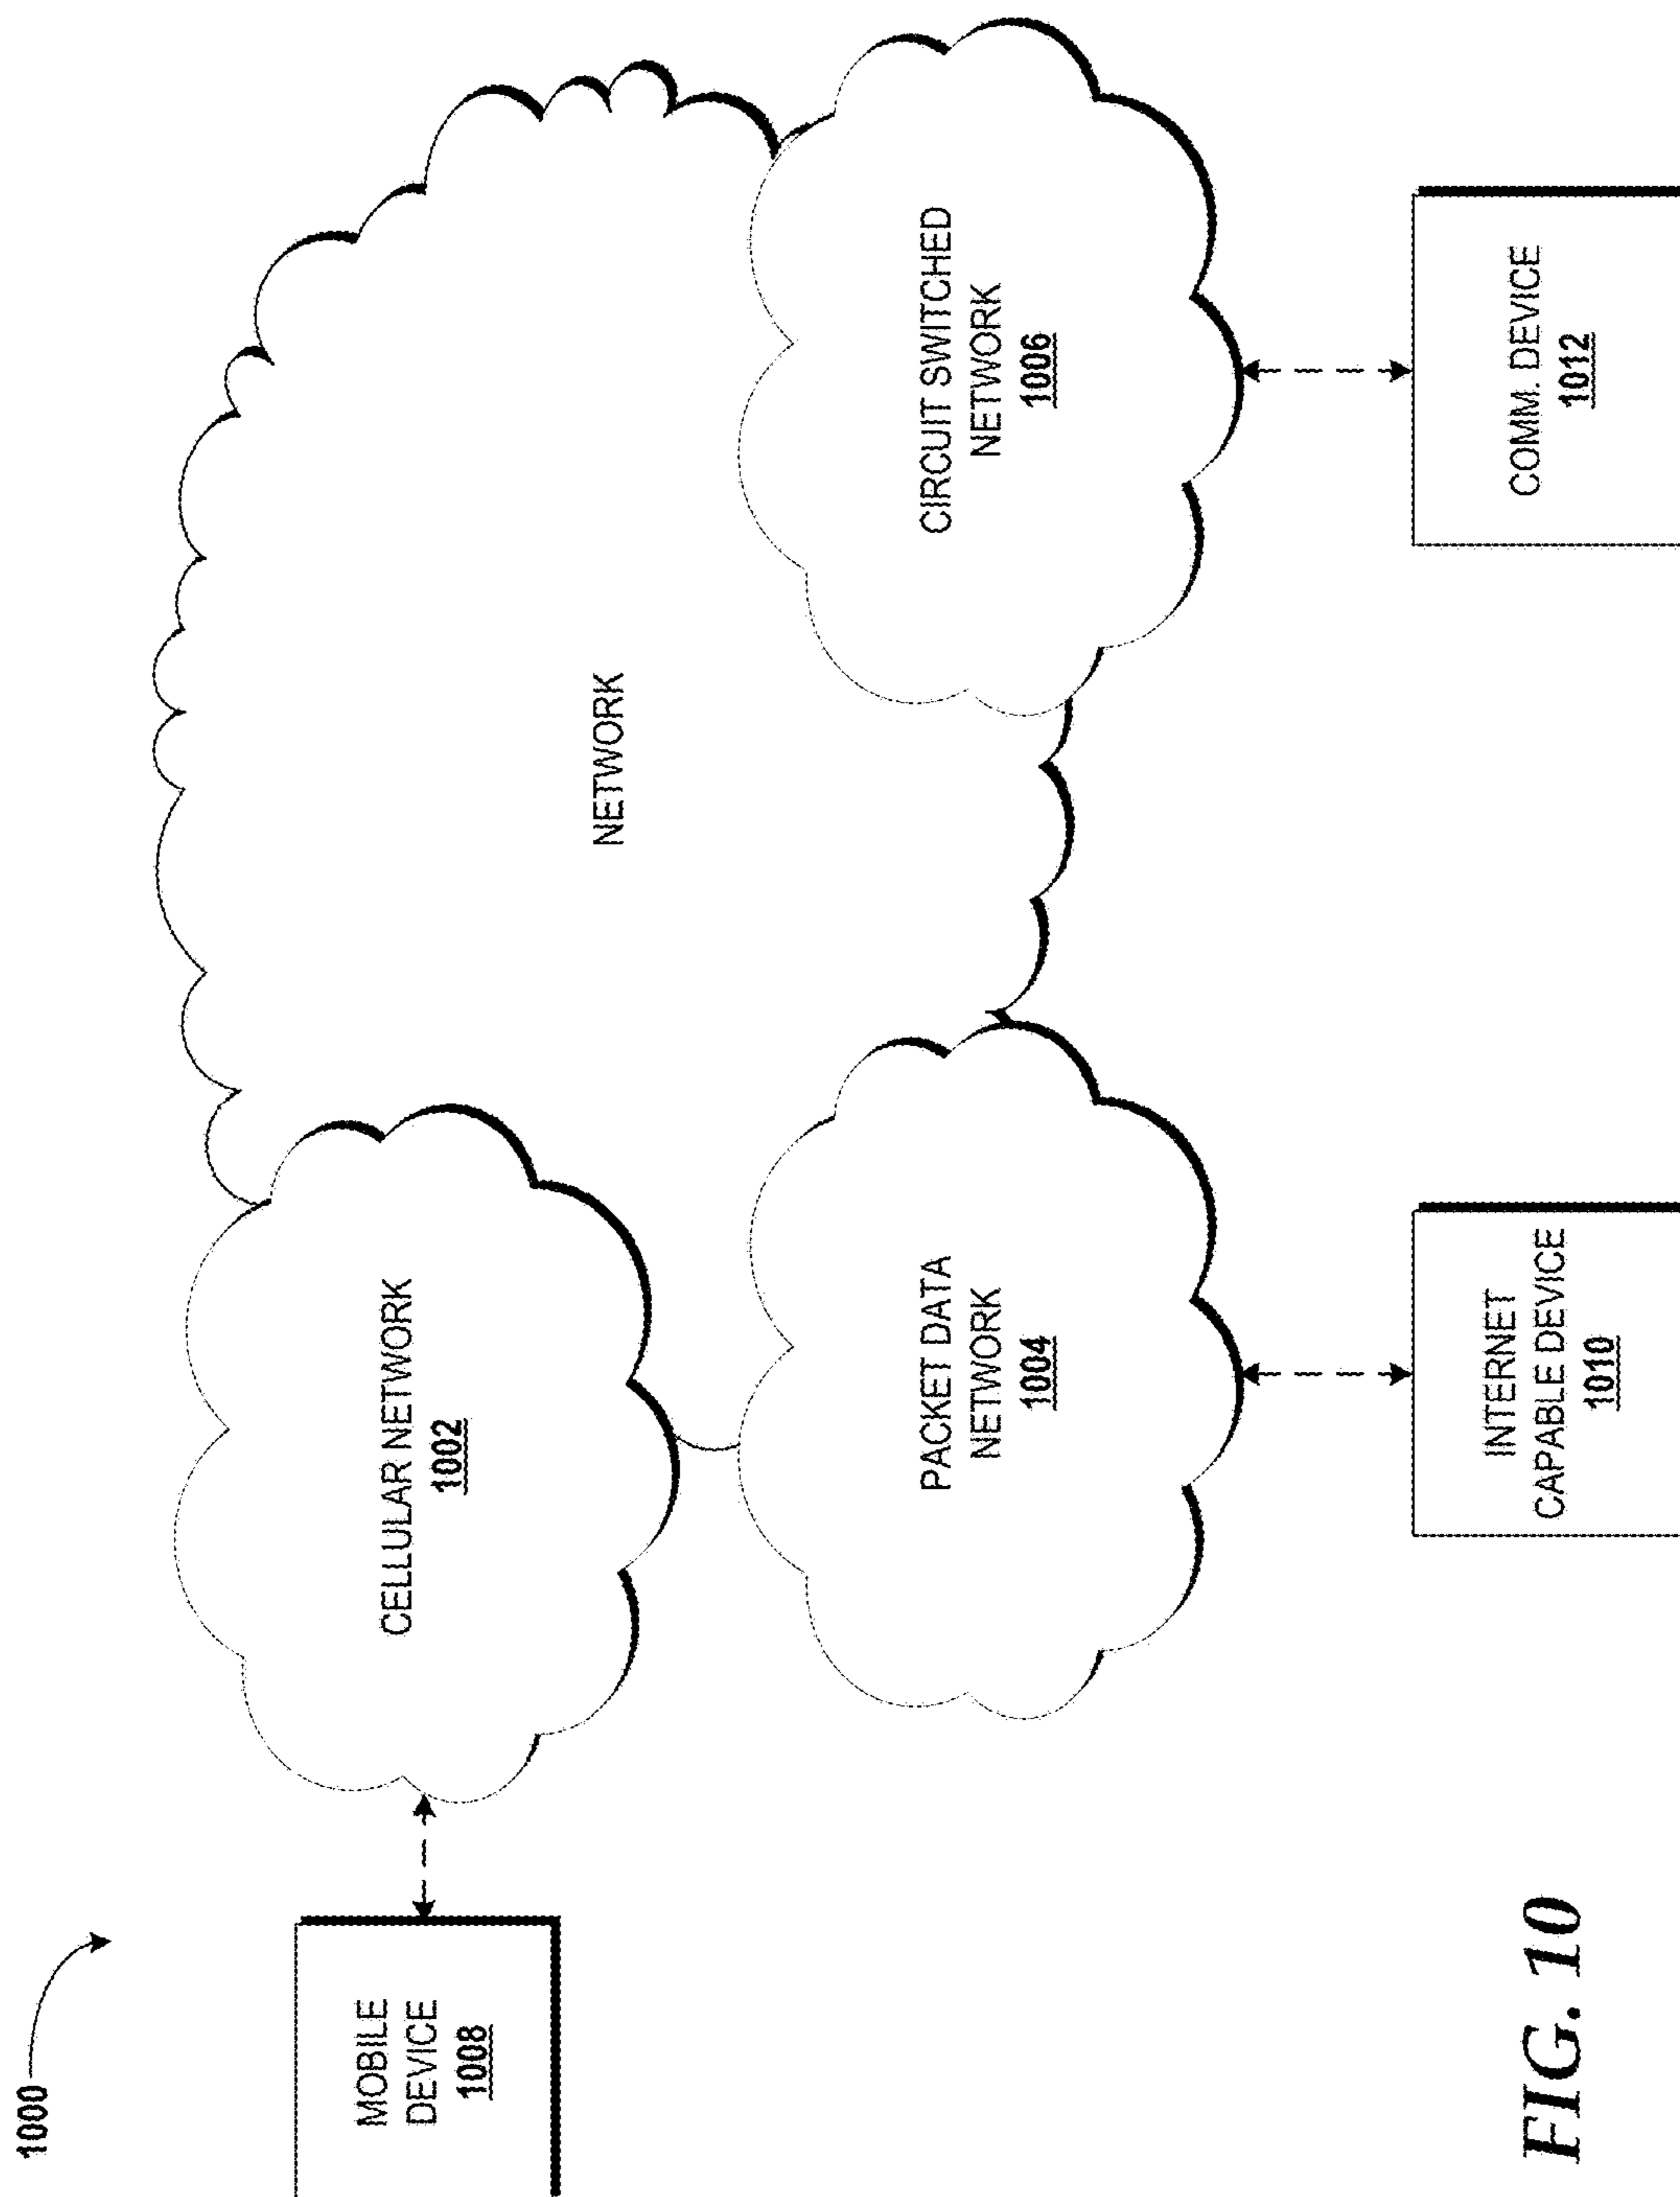 1000
MOBILE
DEVICE
1008
CELLULAR NETWORK
1002
NETWORK
PACKET DATA
NETWORK
1004
CIRCUIT SWITCHED
NETWORK
1006
INTERNET
CAPABLE DEVICE
1010
COMM. DEVICE
1012
FIG. 10